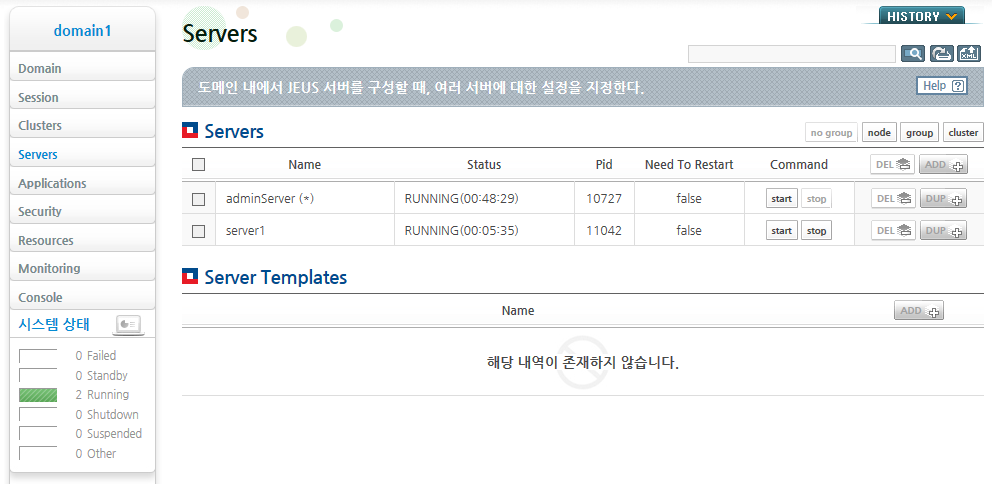 HISTORY
domain1
Servers
XML
Domain
Session
Clusters
Servers
Applications
Security
Resources
Monitoring
Console
시스템 상태
0 Failed
0 Standby
2 Running
0 Shutdown
0 Suspended
0 Other
도메인 내에서 JEUS 서버를 구성할 때, 여러 서버에 대한 설정을 지정한다. Help ?
Servers no group node group cluster
Name Status Pid Need To Restart Command DEL ADD
adminServer (*) RUNNING(00:48:29) 10727 false start stop DEL DUP
server1 RUNNING(00:05:35) 11042 false start stop DEL DUP
Server Templates
Name ADD
해당 내역이 존재하지 않습니다.